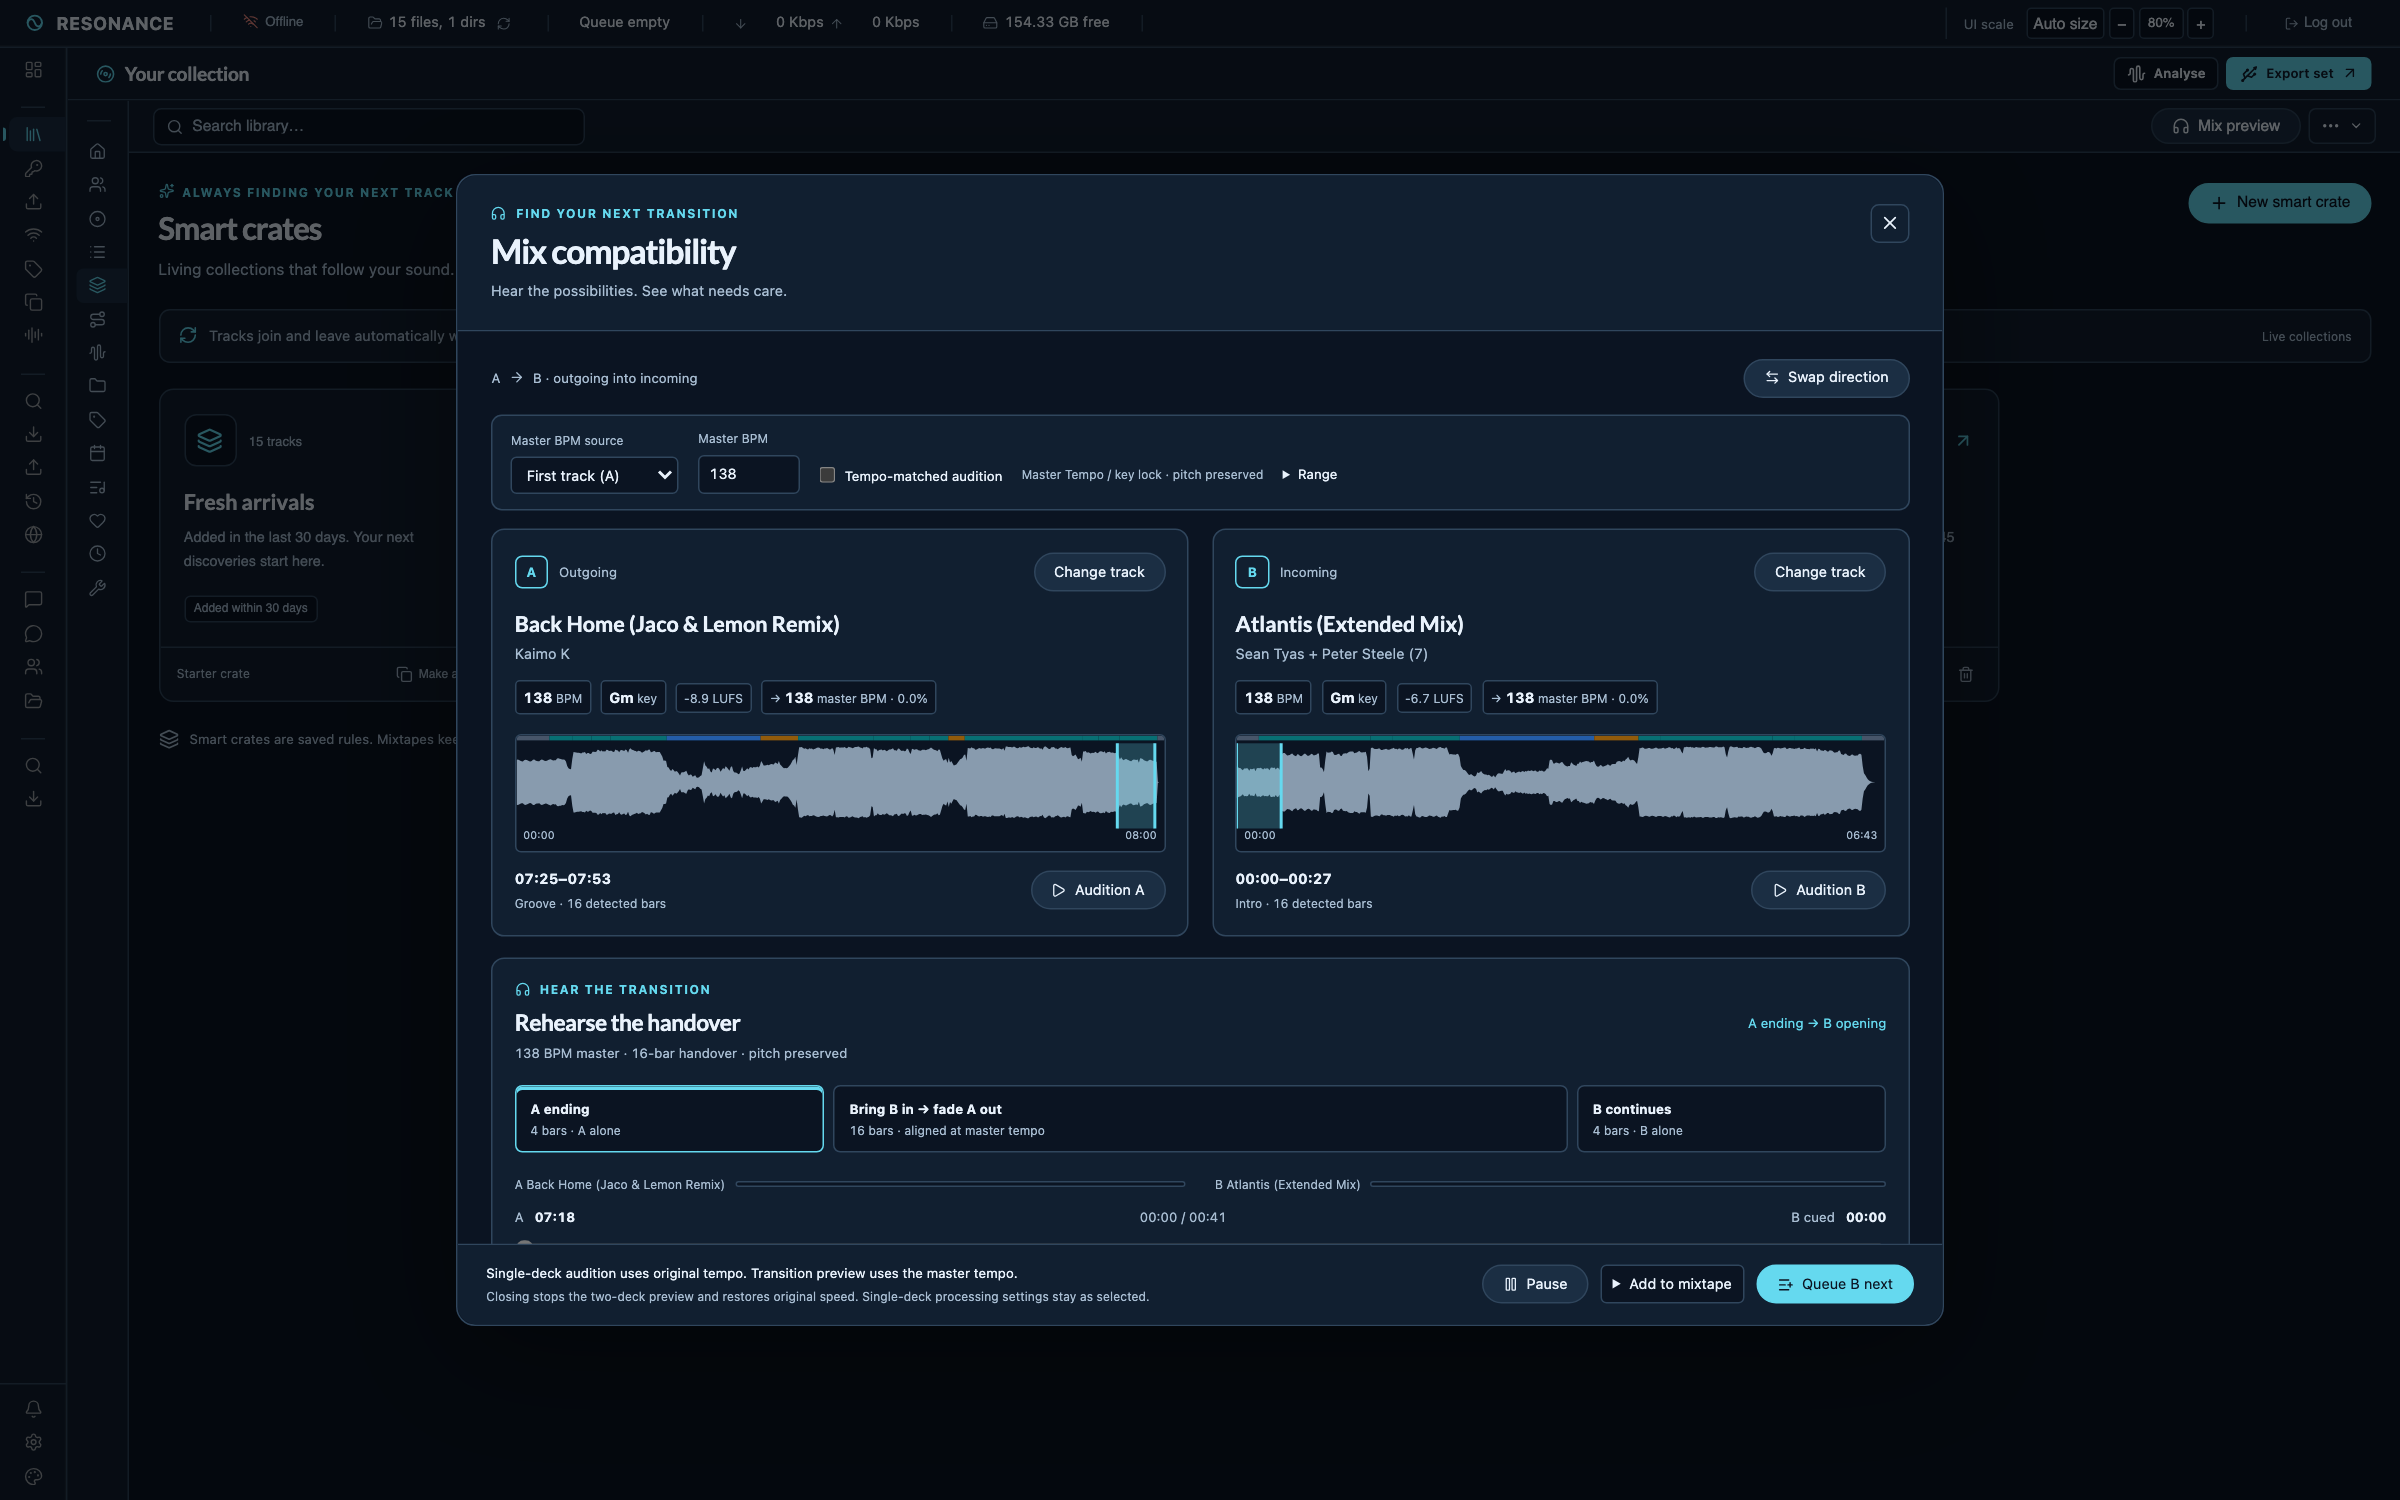 RESONANCE
Offline
15 files, 1 dirs
Queue empty
0 Kbps
0 Kbps
154.33 GB free
UI scale
Auto size
–
80%
+
Log out
Your collection
Analyse
Export set
Search library...
Mix preview
ALWAYS FINDING YOUR NEXT TRACK
Smart crates
Living collections that follow your sound.
New smart crate
Tracks join and leave automatically
Live collections
15 tracks
Fresh arrivals
Added in the last 30 days. Your next
discoveries start here.
Added within 30 days
Starter crate
Make a
Smart crates are saved rules. Mixtapes
FIND YOUR NEXT TRANSITION
Mix compatibility
Hear the possibilities. See what needs care.
A → B · outgoing into incoming
Swap direction
Master BPM source
Master BPM
First track (A)
138
Tempo-matched audition
Master Tempo / key lock · pitch preserved
Range
A
Outgoing
Change track
Back Home (Jaco & Lemon Remix)
Kaimo K
138 BPM
Gm key
-8.9 LUFS
→ 138 master BPM · 0.0%
00:00
08:00
07:25–07:53
Groove · 16 detected bars
Audition A
B
Incoming
Change track
Atlantis (Extended Mix)
Sean Tyas + Peter Steele (7)
138 BPM
Gm key
-6.7 LUFS
→ 138 master BPM · 0.0%
00:00
06:43
00:00–00:27
Intro · 16 detected bars
Audition B
HEAR THE TRANSITION
Rehearse the handover
A ending → B opening
138 BPM master · 16-bar handover · pitch preserved
A ending
4 bars · A alone
Bring B in → fade A out
16 bars · aligned at master tempo
B continues
4 bars · B alone
A Back Home (Jaco & Lemon Remix)
B Atlantis (Extended Mix)
A 07:18
00:00 / 00:41
B cued 00:00
Single-deck audition uses original tempo. Transition preview uses the master tempo.
Closing stops the two-deck preview and restores original speed. Single-deck processing settings stay as selected.
Pause
Add to mixtape
Queue B next